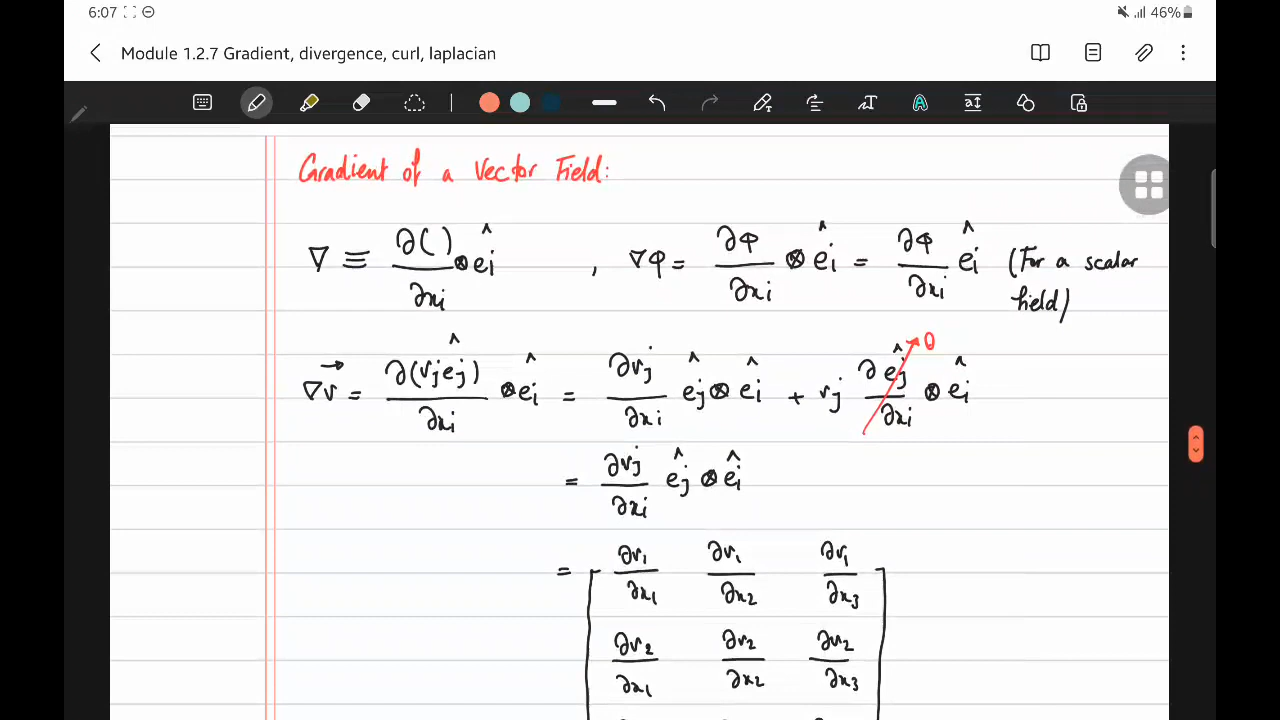 6:07
46%
Module 1.2.7 Gradient, divergence, curl, laplacian
Gradient of a Vector Field:
∇ ≡ ∂( )/∂xi ⊗ êi , ∇φ = ∂φ/∂xi ⊗ êi = ∂φ/∂xi êi (For a scalar field)
∇v⃗ = ∂(vjêj)/∂xi ⊗ êi = ∂vj/∂xi êj ⊗ êi + vj ∂êj/∂xi ⊗ êi 0
= ∂vj/∂xi êj ⊗ êi
= [ ∂v1/∂x1 ∂v1/∂x2 ∂v1/∂x3 ]
∂v2/∂x1 ∂v2/∂x2 ∂v2/∂x3